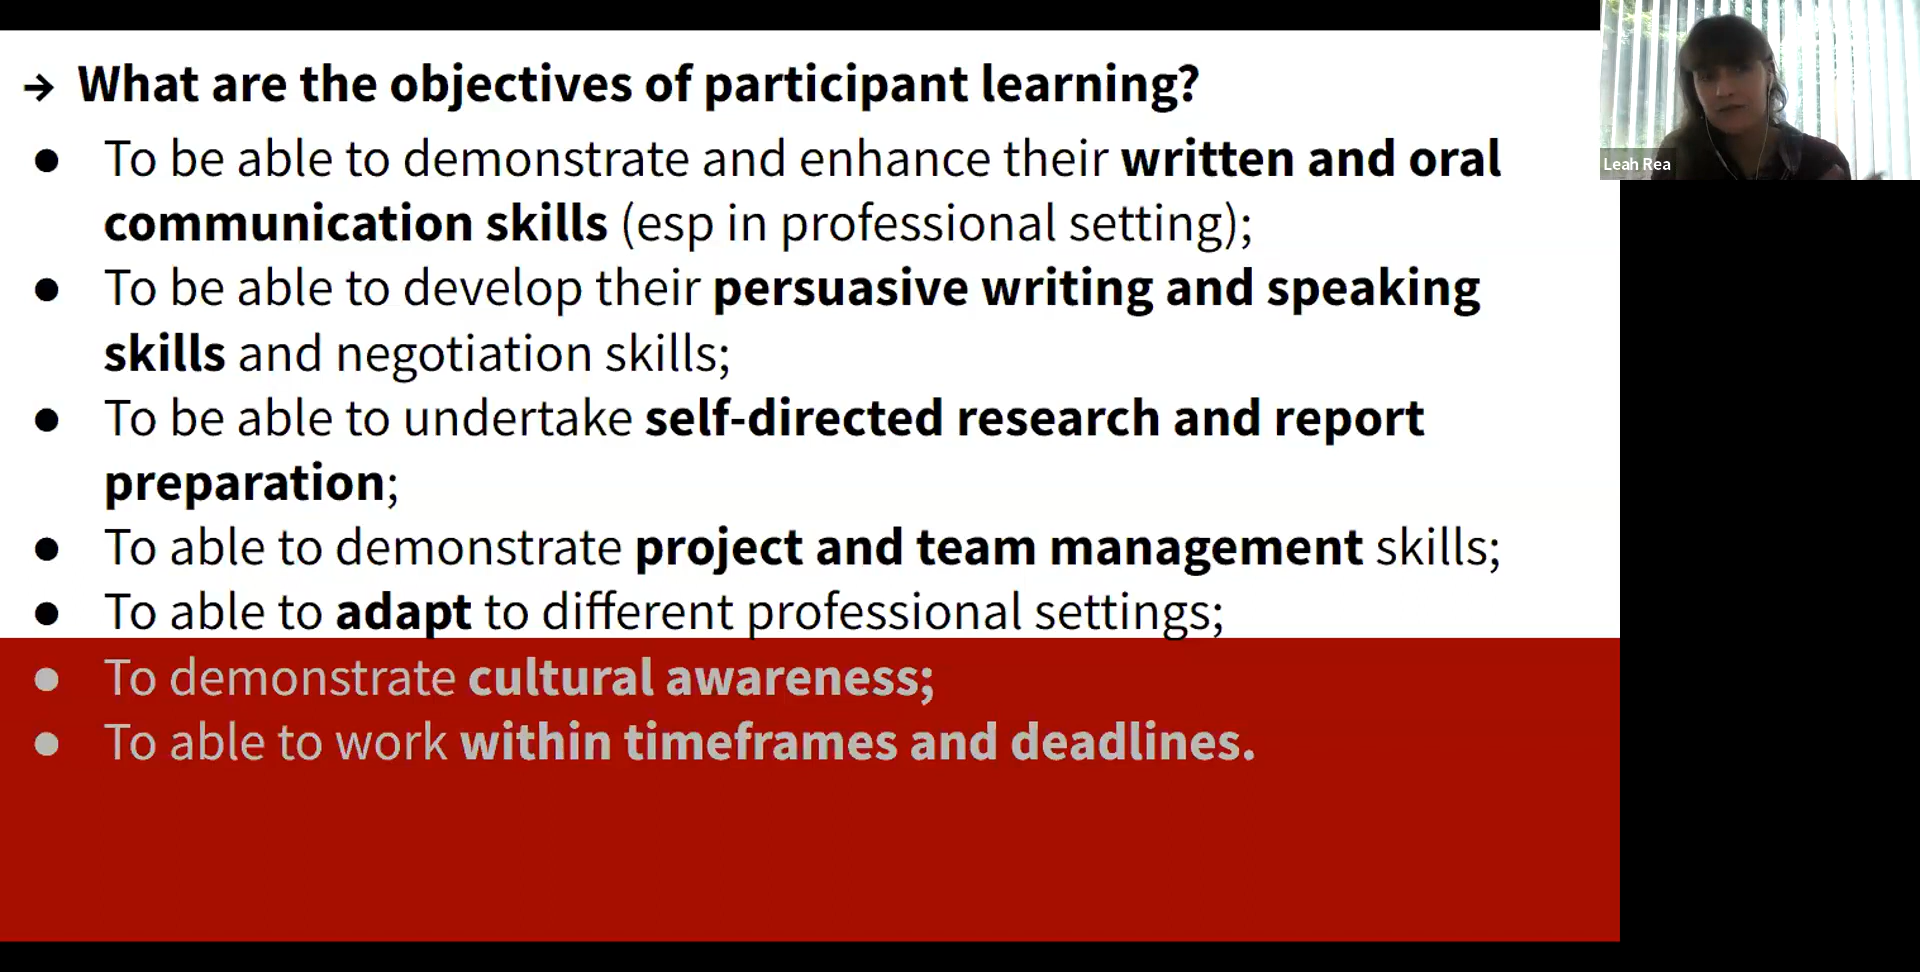 → What are the objectives of participant learning?
● To be able to demonstrate and enhance their written and oral
communication skills (esp in professional setting);
● To be able to develop their persuasive writing and speaking
skills and negotiation skills;
● To be able to undertake self-directed research and report
preparation;
● To able to demonstrate project and team management skills;
● To able to adapt to different professional settings;
● To demonstrate cultural awareness;
● To able to work within timeframes and deadlines.
Leah Rea